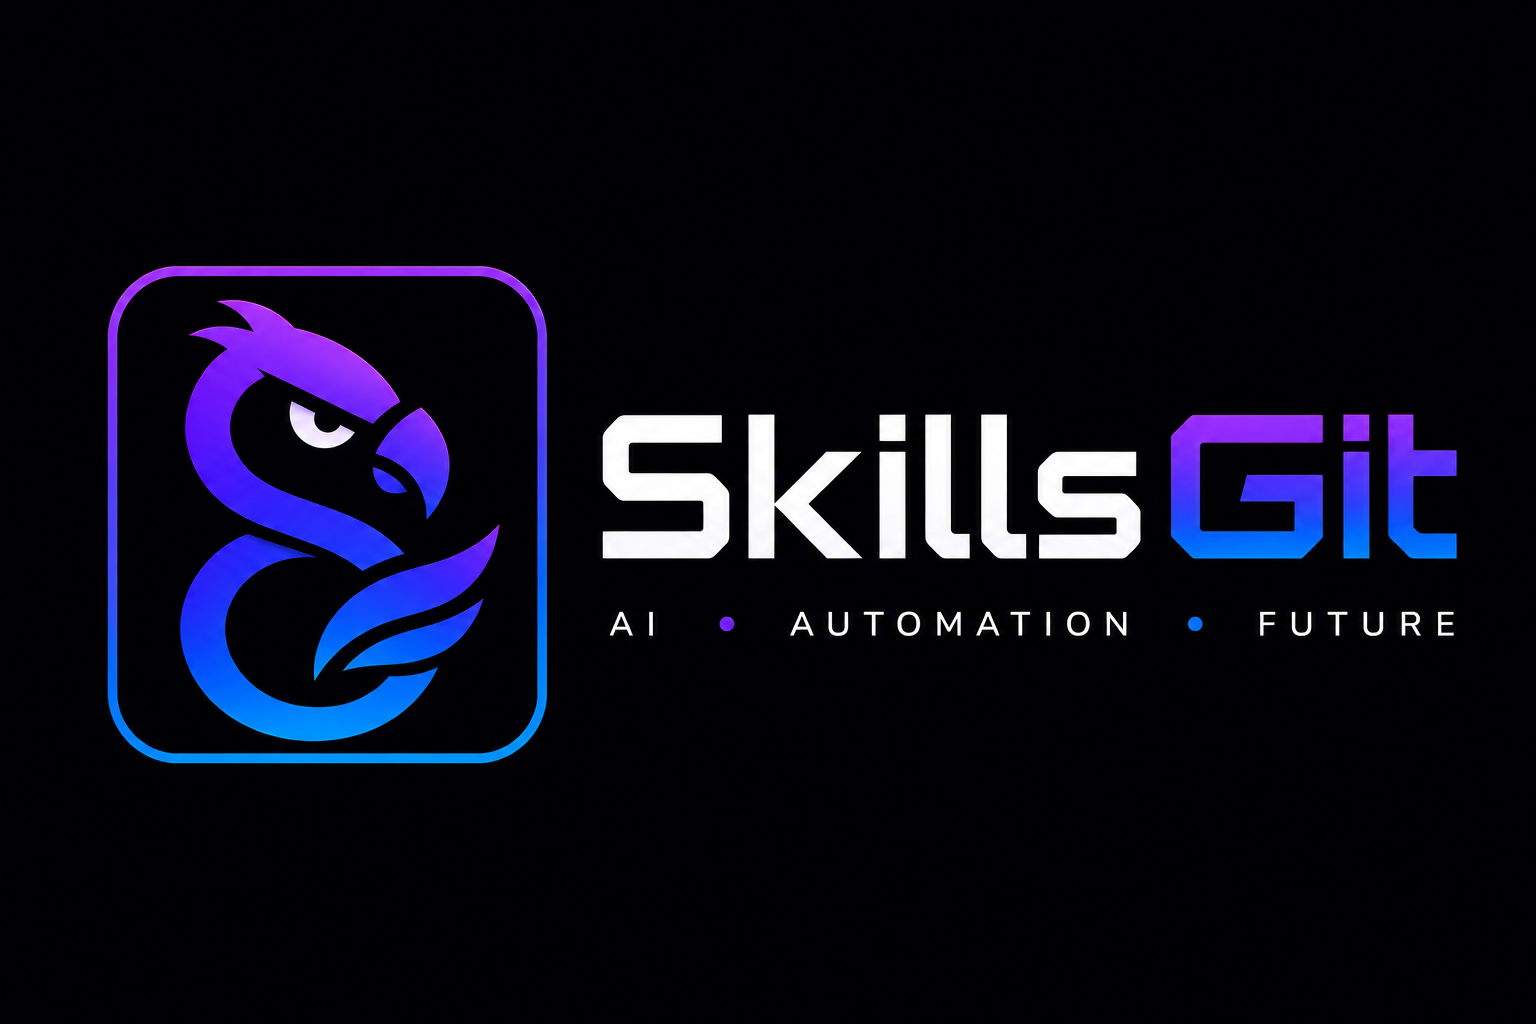 SkillsGit
AI • AUTOMATION • FUTURE